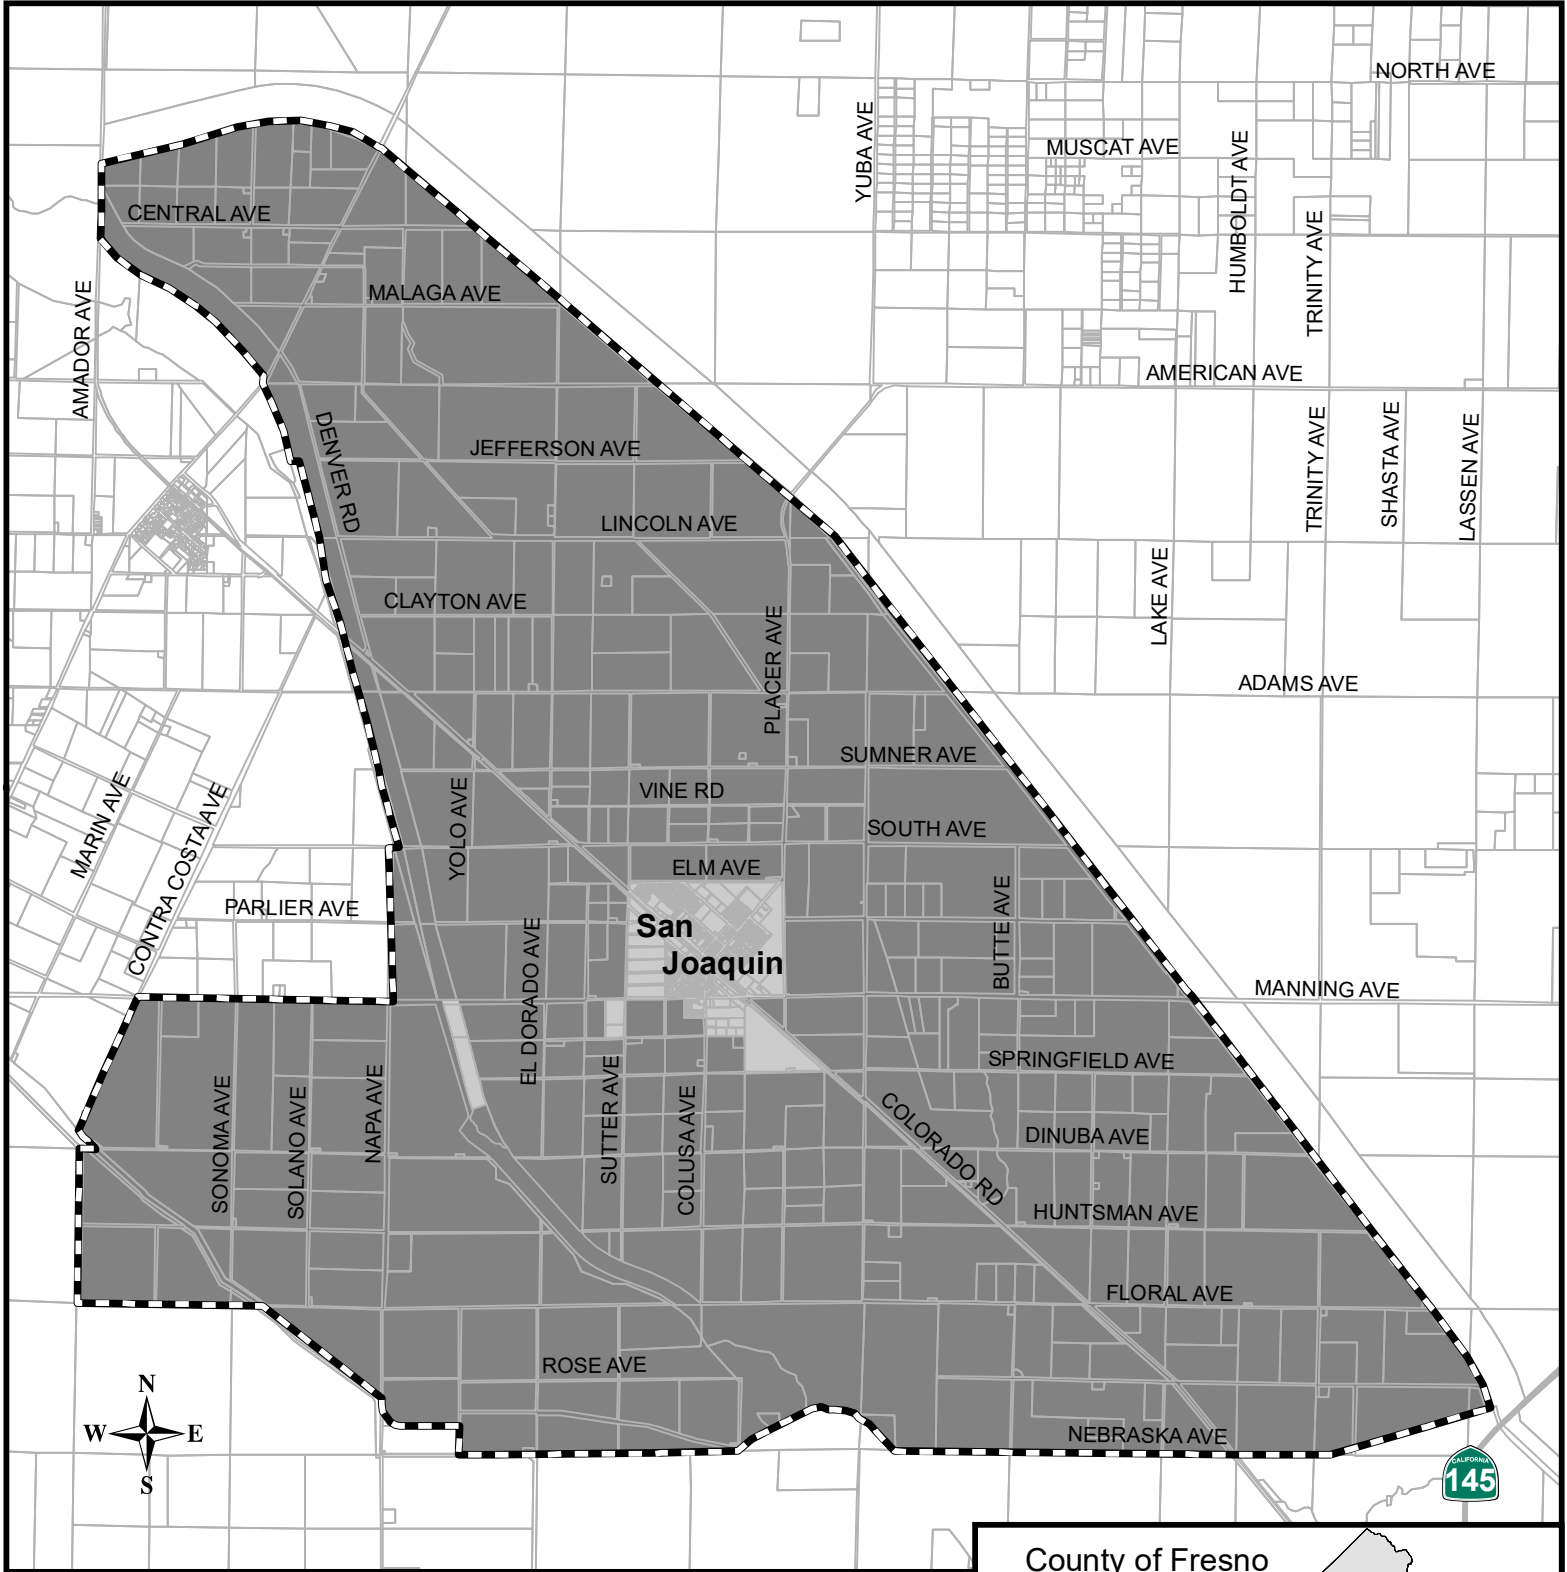 NORTH AVE
YUBA AVE
MUSCAT AVE
HUMBOLDT AVE
CENTRAL AVE
TRINITY AVE
AMADOR AVE
MALAGA AVE
AMERICAN AVE
DENVER RD
JEFFERSON AVE
TRINITY AVE
SHASTA AVE
LASSEN AVE
LINCOLN AVE
LAKE AVE
CLAYTON AVE
PLACER AVE
ADAMS AVE
SUMNER AVE
MARIN AVE
CONTRA COSTA AVE
YOLO AVE
VINE RD
SOUTH AVE
ELM AVE
PARLIER AVE
San
Joaquin
EL DORADO AVE
BUTTE AVE
MANNING AVE
SPRINGFIELD AVE
SONOMA AVE
SOLANO AVE
NAPA AVE
SUTTER AVE
COLUSA AVE
COLORADO RD
DINUBA AVE
HUNTSMAN AVE
FLORAL AVE
ROSE AVE
N
W E
S
NEBRASKA AVE
CALIFORNIA
145
County of Fresno